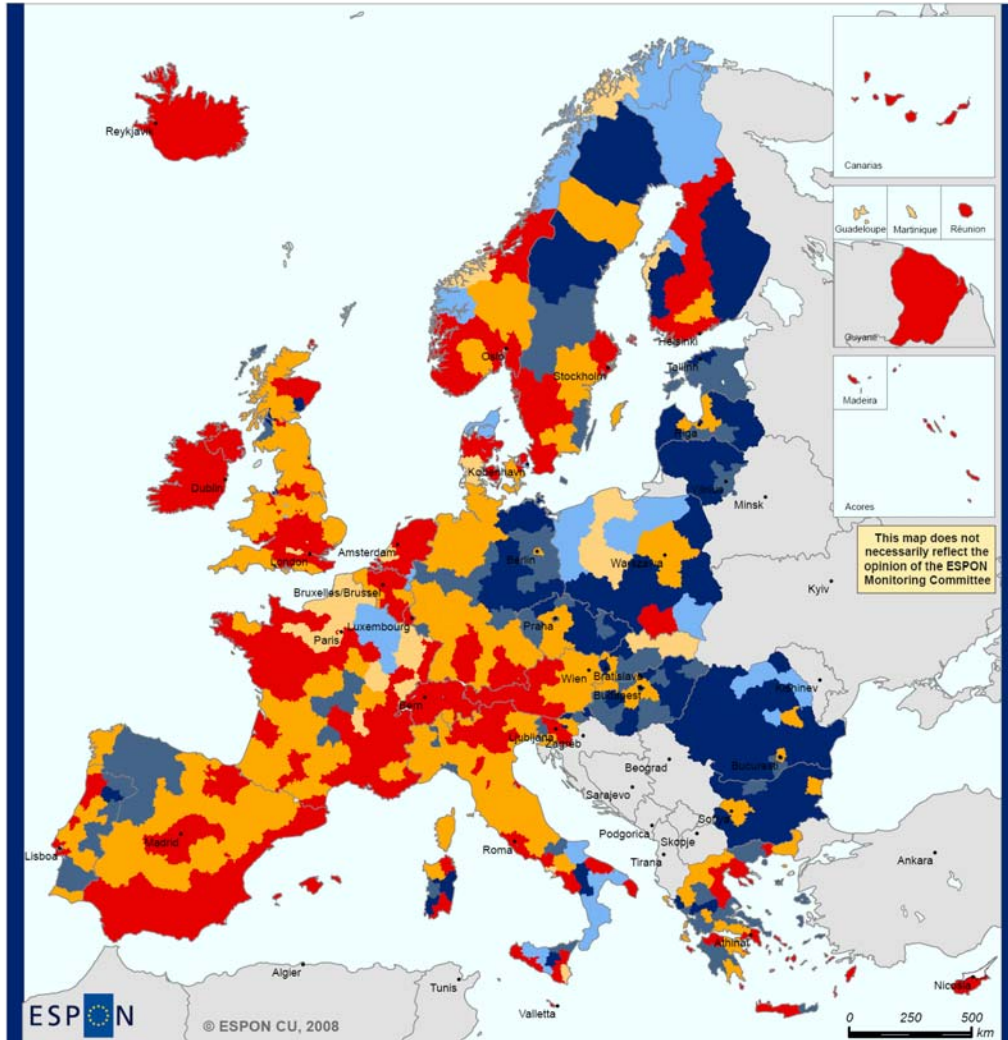 Reykjavik
Canarias
Guadeloupe
Martinique
Réunion
Guyane
Helsinki
Oslo
Tallinn
Stockholm
Madeira
Riga
København
Dublin
Vilnius
Minsk
Acores
This map does not
necessarily reflect the
opinion of the ESPON
Monitoring Committee
Amsterdam
Berlin
London
Warszawa
Kyiv
Bruxelles/Brussel
Praha
Luxembourg
Paris
Wien
Bratislava
Kishinev
Budapest
Bern
Ljubljana
Zagreb
Bucuresti
Beograd
Sarajevo
Sofiya
Podgorica
Skopje
Madrid
Roma
Tirana
Ankara
Lisboa
Athinai
Nicosia
Algier
Tunis
Valletta
ESPON
© ESPON CU, 2008
0 250 500
km